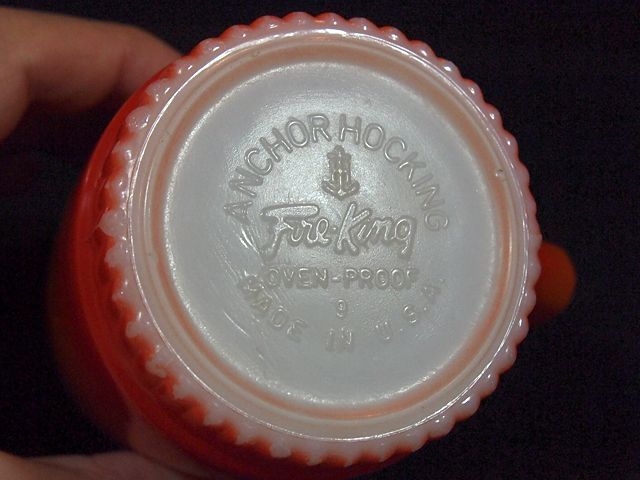 ANCHOR HOCKING
Fire-King
OVEN-PROOF
9
MADE IN U.S.A.